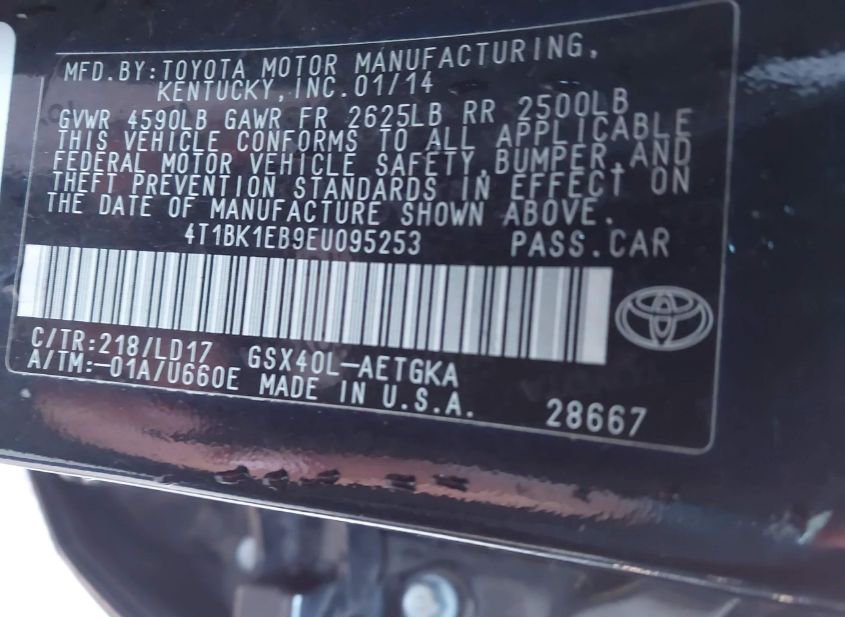 MFD.BY:TOYOTA MOTOR MANUFACTURING,
KENTUCKY,INC.01/14
GVWR 4590LB GAWR FR 2625LB RR 2500LB
THIS VEHICLE CONFORMS TO ALL APPLICABLE
FEDERAL MOTOR VEHICLE SAFETY,BUMPER,AND
THEFT PREVENTION STANDARDS IN EFFECT ON
THE DATE OF MANUFACTURE SHOWN ABOVE.
4T1BK1EB9EU095253 PASS.CAR
C/TR:218/LD17 GSX40L-AETGKA
A/TM:-01A/U660E MADE IN U.S.A. 28667